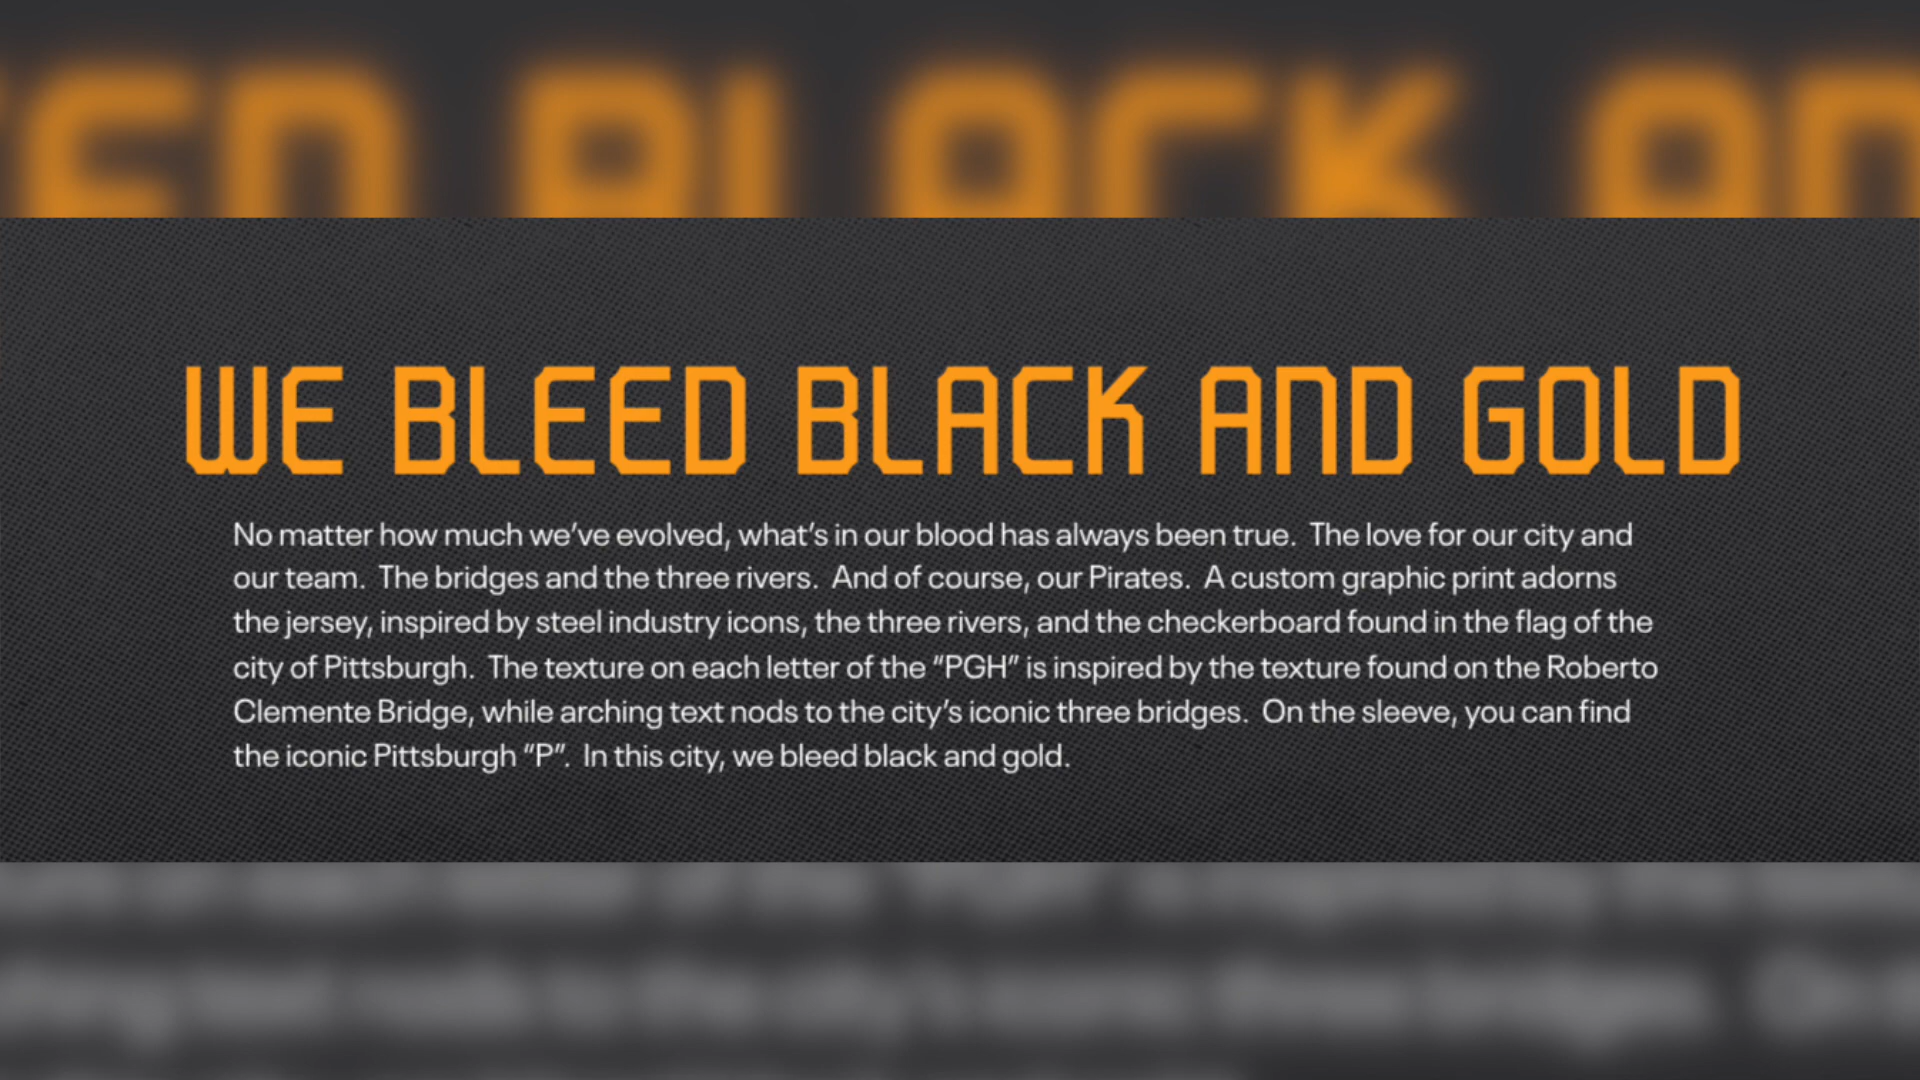 WE BLEED BLACK AND GOLD
No matter how much we’ve evolved, what’s in our blood has always been true.  The love for our city and
our team.  The bridges and the three rivers.  And of course, our Pirates.  A custom graphic print adorns
the jersey, inspired by steel industry icons, the three rivers, and the checkerboard found in the flag of the
city of Pittsburgh.  The texture on each letter of the “PGH” is inspired by the texture found on the Roberto
Clemente Bridge, while arching text nods to the city’s iconic three bridges.  On the sleeve, you can find
the iconic Pittsburgh “P”.  In this city, we bleed black and gold.